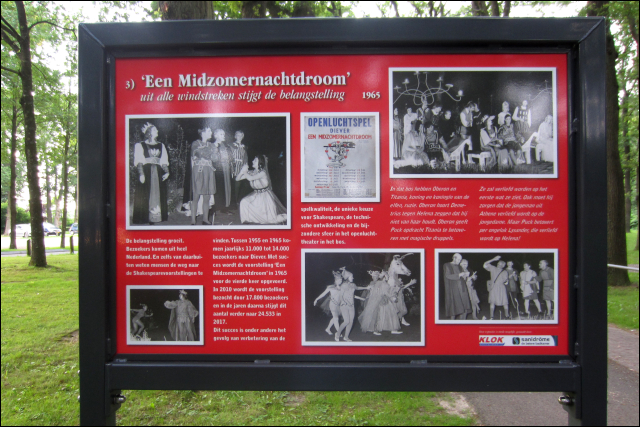 3) 'Een Midzomernachtdroom'
uit alle windstreken stijgt de belangstelling 1965
OPENLUCHTSPEL
DIEVER
EEN MIDZOMERNACHTDROOM
De belangstelling groeit.
Bezoekers komen uit heel
Nederland. En zelfs van daarbui-
ten weten mensen de weg naar
de Shakespearevoorstellingen te
vinden. Tussen 1955 en 1965 ko-
men jaarlijks 12.000 tot 14.000
bezoekers naar Diever. Met suc-
ces wordt de voorstelling 'Een
Midzomernachtdroom' in 1965
voor de vierde keer opgevoerd.
In 2010 wordt de voorstelling
bezocht door 17.000 bezoekers
en in de jaren daarna stijgt dit
aantal verder naar 24.533 in
2017.
Dit succes is onder andere het
gevolg van verbetering van de
spelkwaliteit, de unieke keuze
voor Shakespeare, de techni-
sche ontwikkeling en de bij-
zondere sfeer in het openlucht-
theater in het bos.
In dat bos hebben Oberon en
Titania, koning en koningin van de
elfen, ruzie. Oberon hoort Deme-
trius tegen Helena zeggen dat hij
niet van haar houdt. Oberon geeft
Puck opdracht Titania te betove-
ren met magische druppels.
Zo zal verliefd worden op het
eerste wat ze ziet. Ook moet hij
zorgen dat de jongeman uit
Athene verliefd wordt op de
jongedame. Maar Puck betovert
per ongeluk Lysander, die verliefd
wordt op Helena!
KLOK
sanidrôme